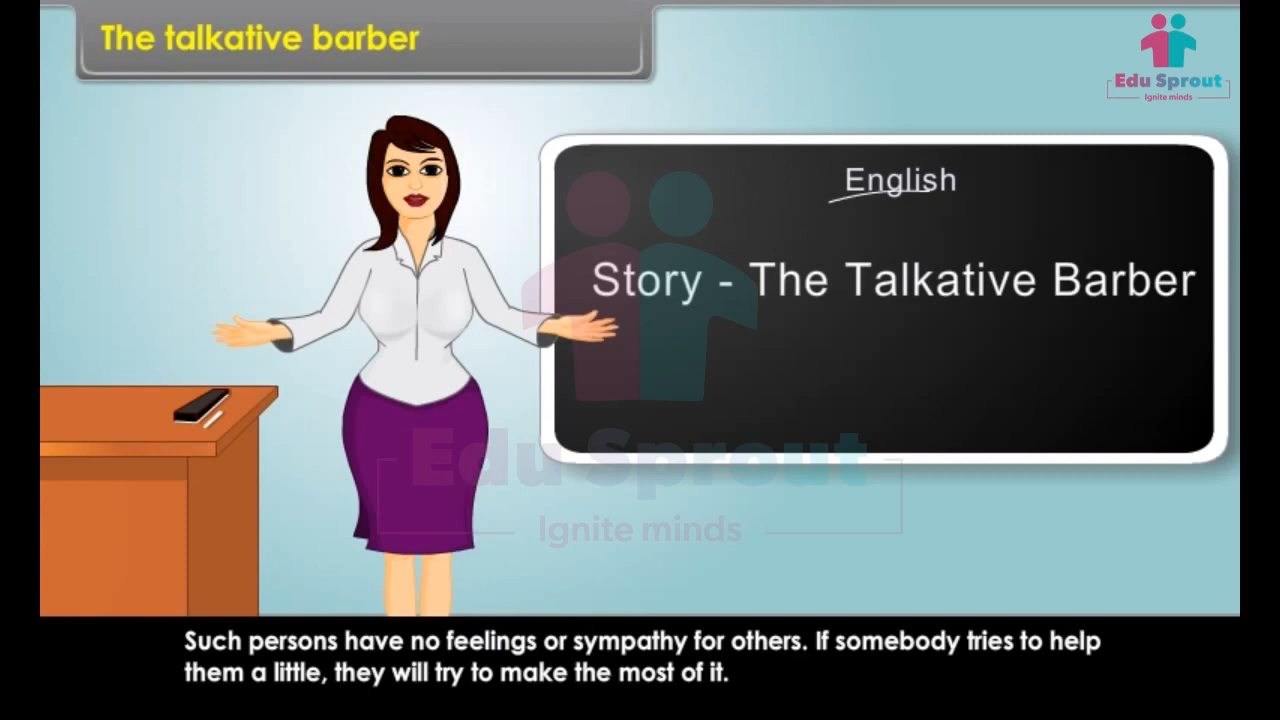 The talkative barber
Edu Sprout
Ignite minds
English
Story - The Talkative Barber
Edu Sprout
Ignite minds
Such persons have no feelings or sympathy for others. If somebody tries to help
them a little, they will try to make the most of it.